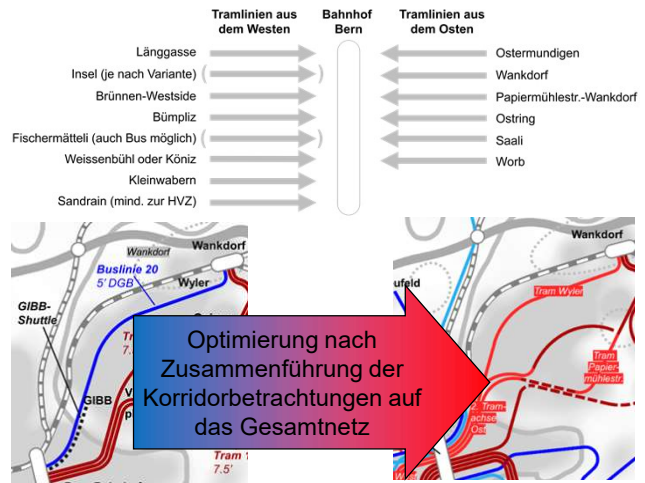 Tramlinien aus
dem Westen
Bahnhof
Bern
Tramlinien aus
dem Osten
Länggasse
Insel (je nach Variante)
Brünnen-Westside
Bümpliz
Fischermätteli (auch Bus möglich)
Weissenbühl oder Köniz
Kleinwabern
Sandrain (mind. zur HVZ)
Ostermundigen
Wankdorf
Papiermühlestr.-Wankdorf
Ostring
Saali
Worb
Wankdorf
Wankdorf
Buslinie 20
5' DGB
Wyler
GIBB-
Shuttle
GIBB
7.5'
Optimierung nach
Zusammenführung der
Korridorbetrachtungen auf
das Gesamtnetz
Wankdorf
ufeld
Tram Wyler
Tram
Papier-
mühlestr.
2. Tram-
achse
Ost